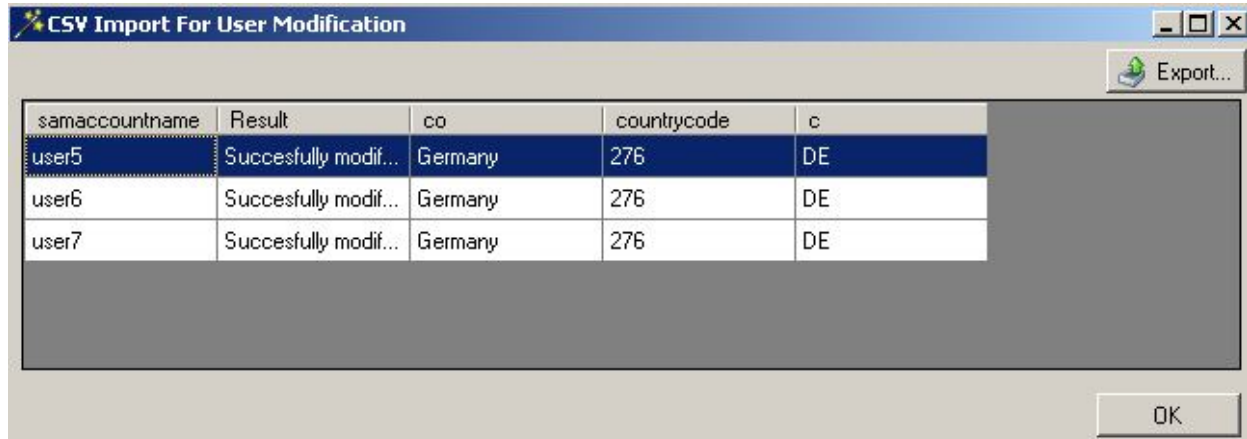 CSV Import For User Modification
Export...
samaccountname Result co countrycode c
user5 Succesfully modif... Germany 276 DE
user6 Succesfully modif... Germany 276 DE
user7 Succesfully modif... Germany 276 DE
OK